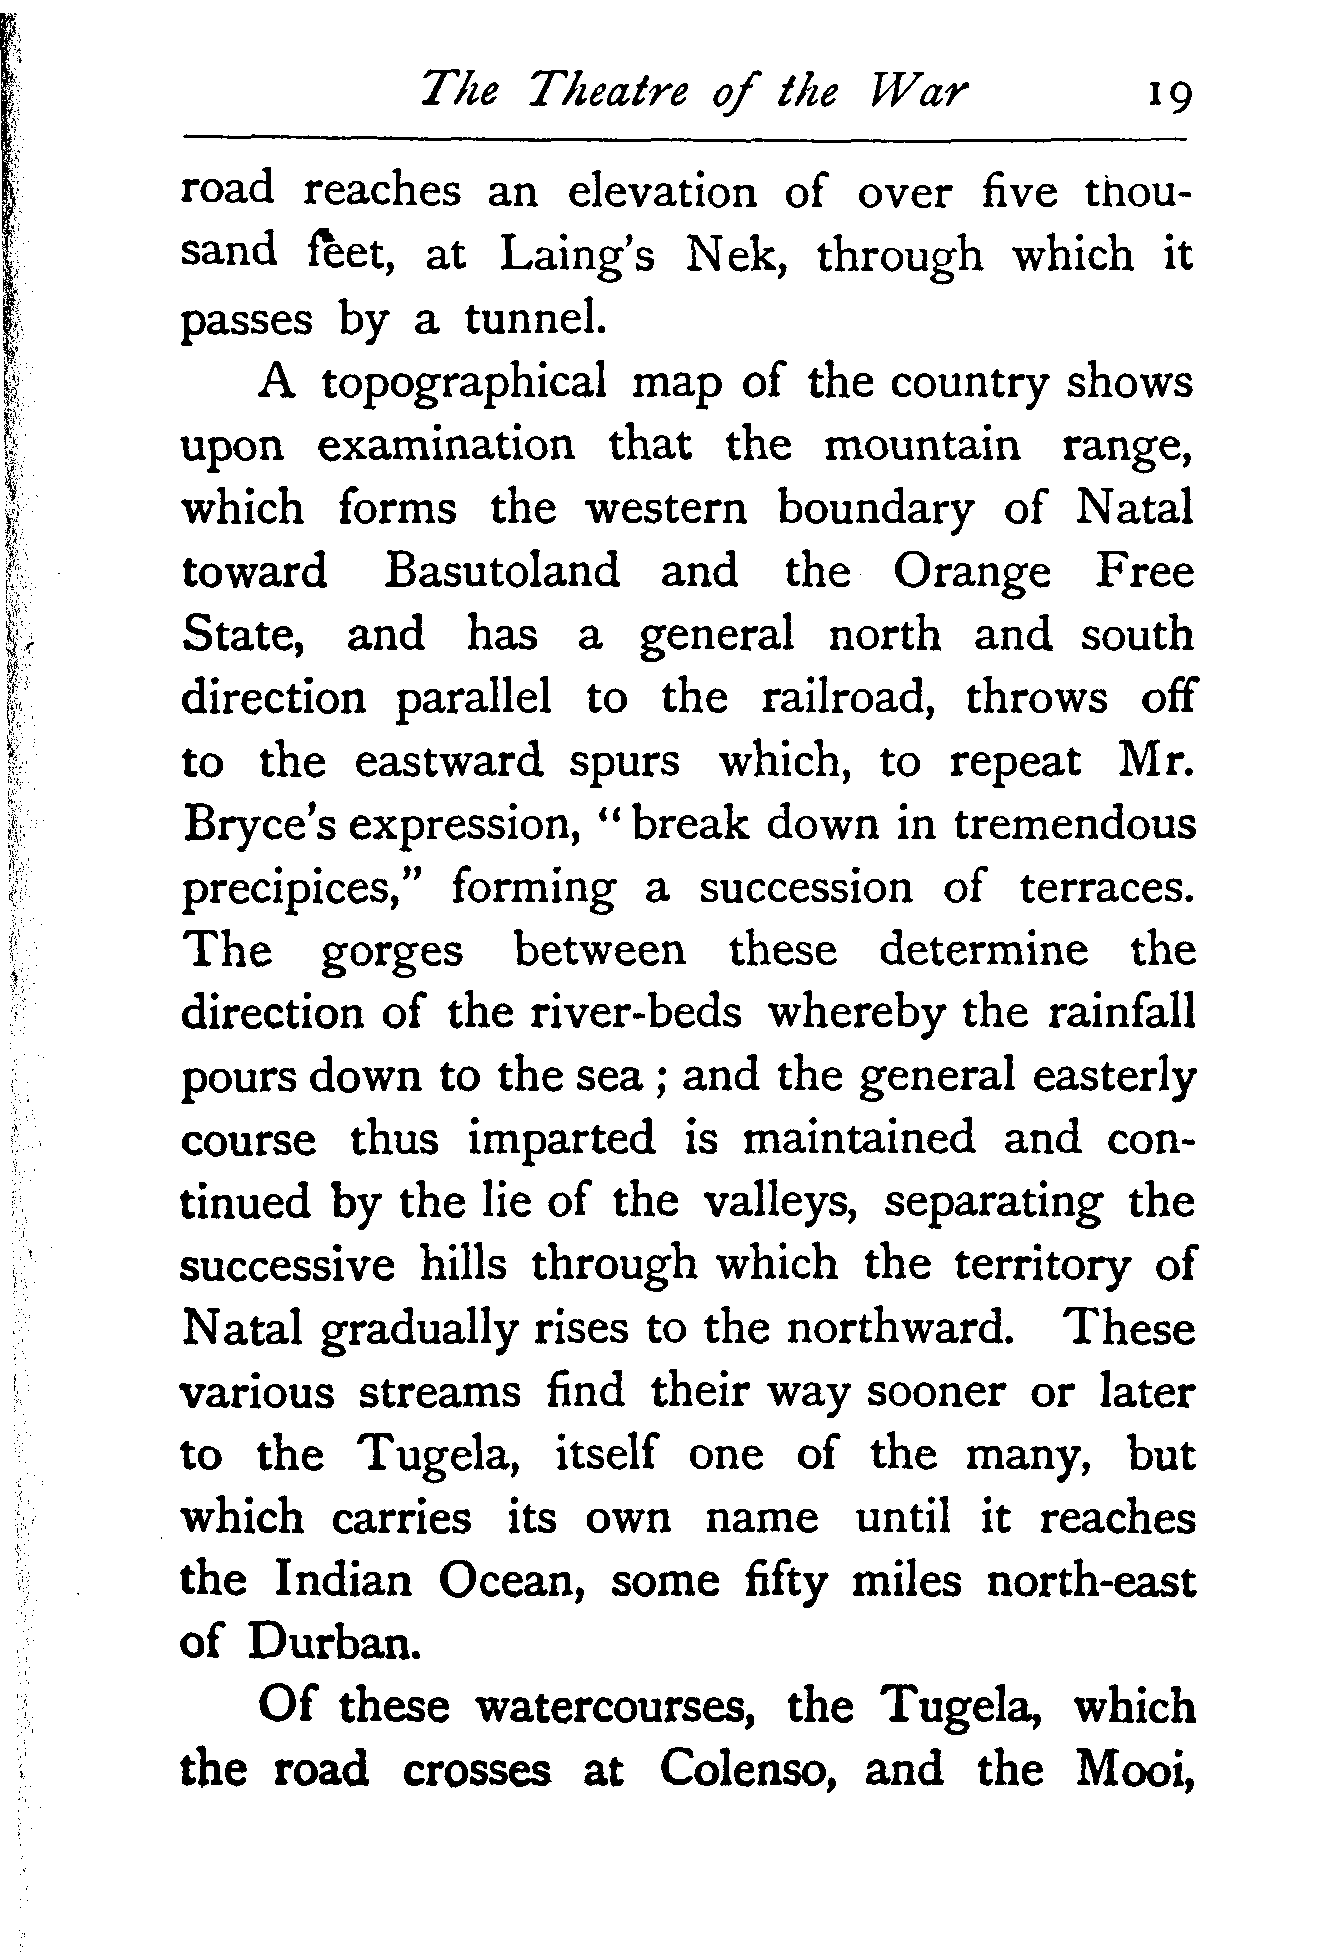 The Theatre of the War 19
road reaches an elevation of over five thou-
sand feet, at Laing's Nek, through which it
passes by a tunnel.
A topographical map of the country shows
upon examination that the mountain range,
which forms the western boundary of Natal
toward Basutoland and the Orange Free
State, and has a general north and south
direction parallel to the railroad, throws off
to the eastward spurs which, to repeat Mr.
Bryce's expression, “break down in tremendous
precipices,” forming a succession of terraces.
The gorges between these determine the
direction of the river-beds whereby the rainfall
pours down to the sea; and the general easterly
course thus imparted is maintained and con-
tinued by the lie of the valleys, separating the
successive hills through which the territory of
Natal gradually rises to the northward. These
various streams find their way sooner or later
to the Tugela, itself one of the many, but
which carries its own name until it reaches
the Indian Ocean, some fifty miles north-east
of Durban.
Of these watercourses, the Tugela, which
the road crosses at Colenso, and the Mooi,